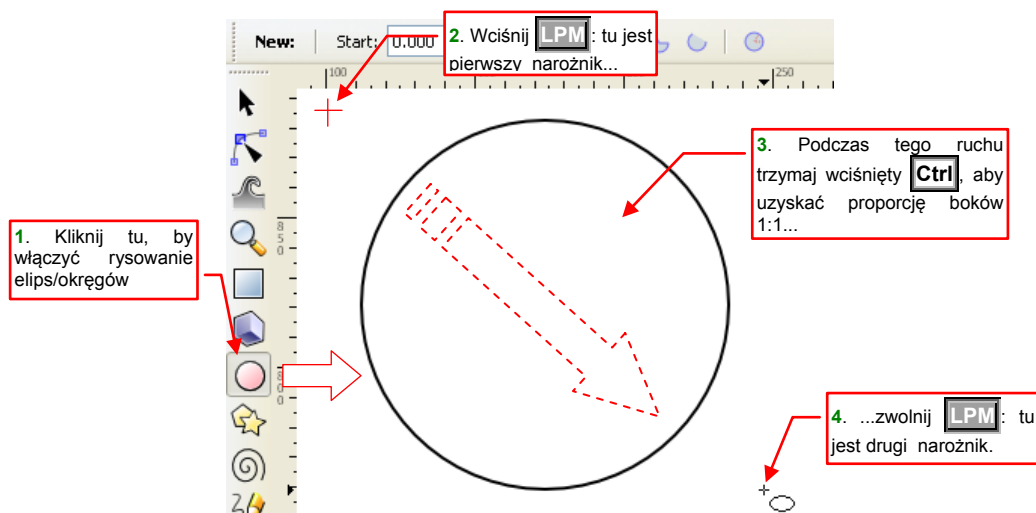 New:
Start:
0.000
2. Wciśnij LPM : tu jest
pierwszy narożnik...
100
250
3. Podczas tego ruchu
trzymaj wciśnięty Ctrl, aby
uzyskać proporcję boków
1:1...
1. Kliknij tu, by
włączyć rysowanie
elips/okręgów
850
800
4. ...zwolnij LPM : tu
jest drugi narożnik.